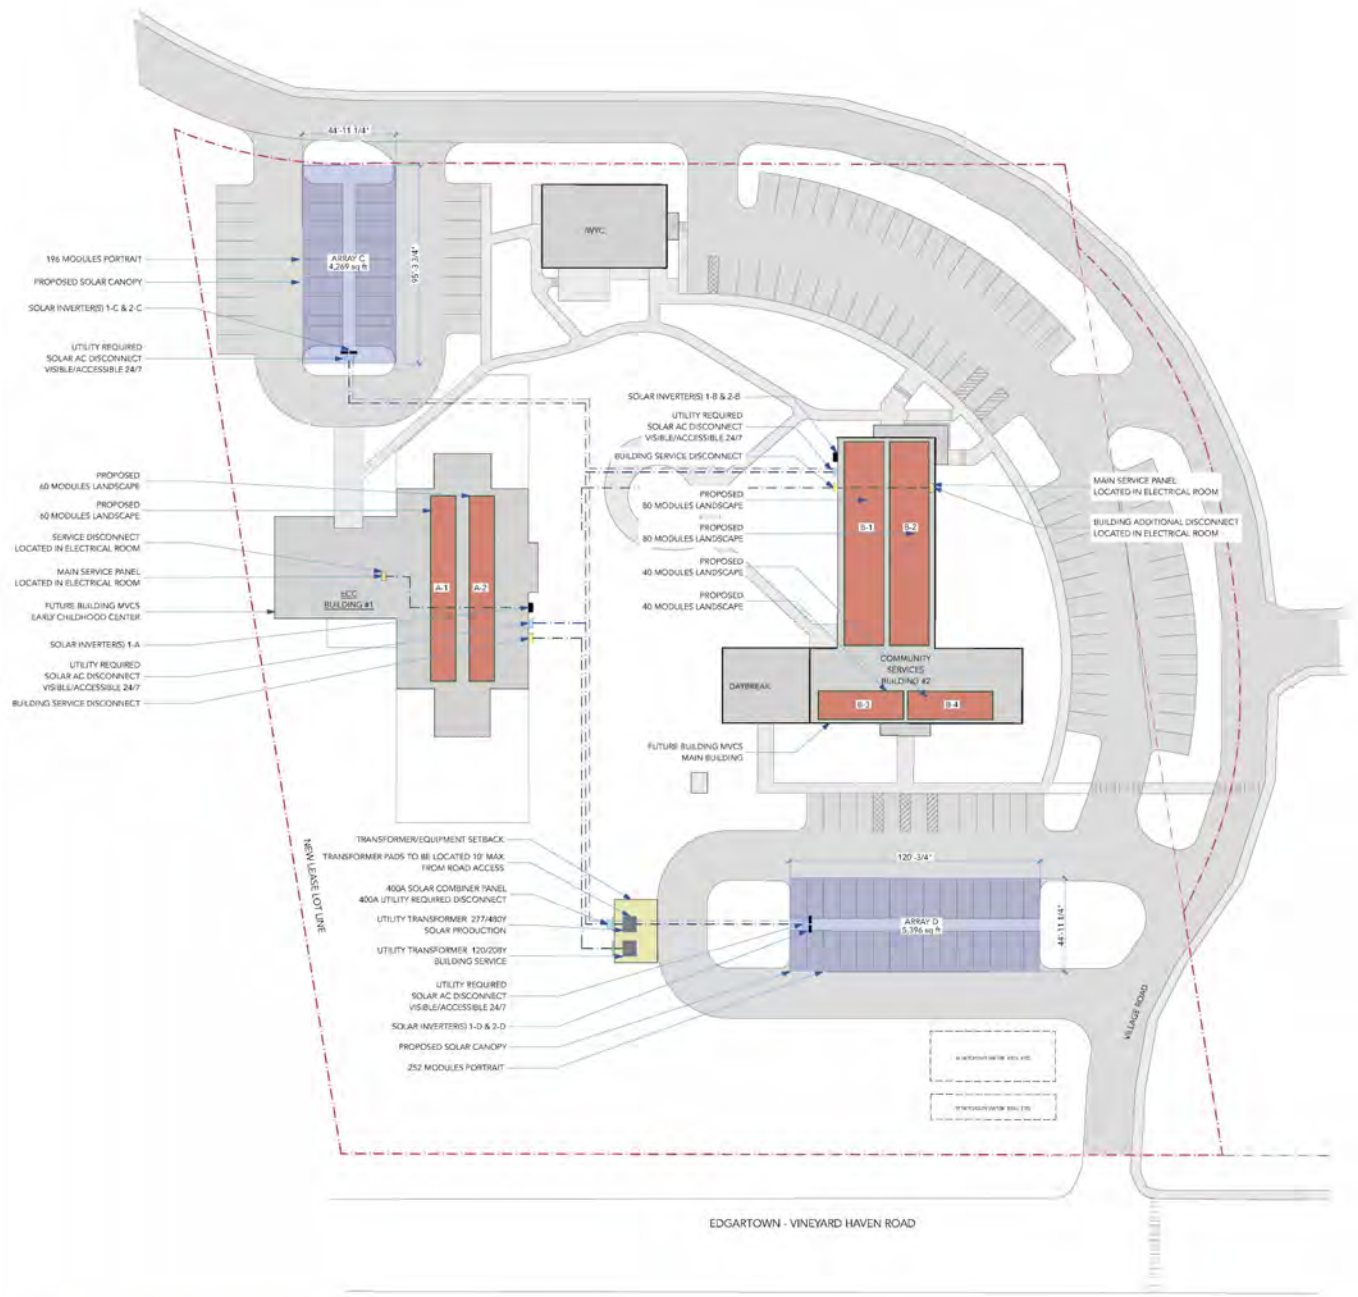 44'-11 1/4"
196 MODULES PORTRAIT
PROPOSED SOLAR CANOPY
SOLAR INVERTER(S) 1-C & 2-C
UTILITY REQUIRED
SOLAR AC DISCONNECT
VISIBLE/ACCESSIBLE 24/7
ARRAY C
4,269 sq ft
95'-3 3/4"
WYC
SOLAR INVERTER(S) 1-B & 2-B
UTILITY REQUIRED
SOLAR AC DISCONNECT
VISIBLE/ACCESSIBLE 24/7
BUILDING SERVICE DISCONNECT
PROPOSED
80 MODULES LANDSCAPE
PROPOSED
80 MODULES LANDSCAPE
PROPOSED
40 MODULES LANDSCAPE
PROPOSED
40 MODULES LANDSCAPE
B-1
B-2
MAIN SERVICE PANEL
LOCATED IN ELECTRICAL ROOM
BUILDING ADDITIONAL DISCONNECT
LOCATED IN ELECTRICAL ROOM
PROPOSED
60 MODULES LANDSCAPE
PROPOSED
60 MODULES LANDSCAPE
SERVICE DISCONNECT
LOCATED IN ELECTRICAL ROOM
MAIN SERVICE PANEL
LOCATED IN ELECTRICAL ROOM
FUTURE BUILDING MVCS
EARLY CHILDHOOD CENTER
SOLAR INVERTER(S) 1-A
UTILITY REQUIRED
SOLAR AC DISCONNECT
VISIBLE/ACCESSIBLE 24/7
BUILDING SERVICE DISCONNECT
ECC
BUILDING #1
A-1
A-2
COMMUNITY
SERVICES
BUILDING #2
DAYBREAK
B-3
B-4
FUTURE BUILDING MVCS
MAIN BUILDING
NEW LEASE LOT LINE
TRANSFORMER/EQUIPMENT SETBACK
TRANSFORMER PADS TO BE LOCATED 10' MAX.
FROM ROAD ACCESS
400A SOLAR COMBINER PANEL
400A UTILITY REQUIRED DISCONNECT
UTILITY TRANSFORMER 277/480Y
SOLAR PRODUCTION
UTILITY TRANSFORMER 120/208Y
BUILDING SERVICE
UTILITY REQUIRED
SOLAR AC DISCONNECT
VISIBLE/ACCESSIBLE 24/7
SOLAR INVERTER(S) 1-D & 2-D
PROPOSED SOLAR CANOPY
252 MODULES PORTRAIT
120'-3/4"
ARRAY D
5,396 sq ft
44'-11 1/4"
VILLAGE ROAD
EDGARTOWN - VINEYARD HAVEN ROAD